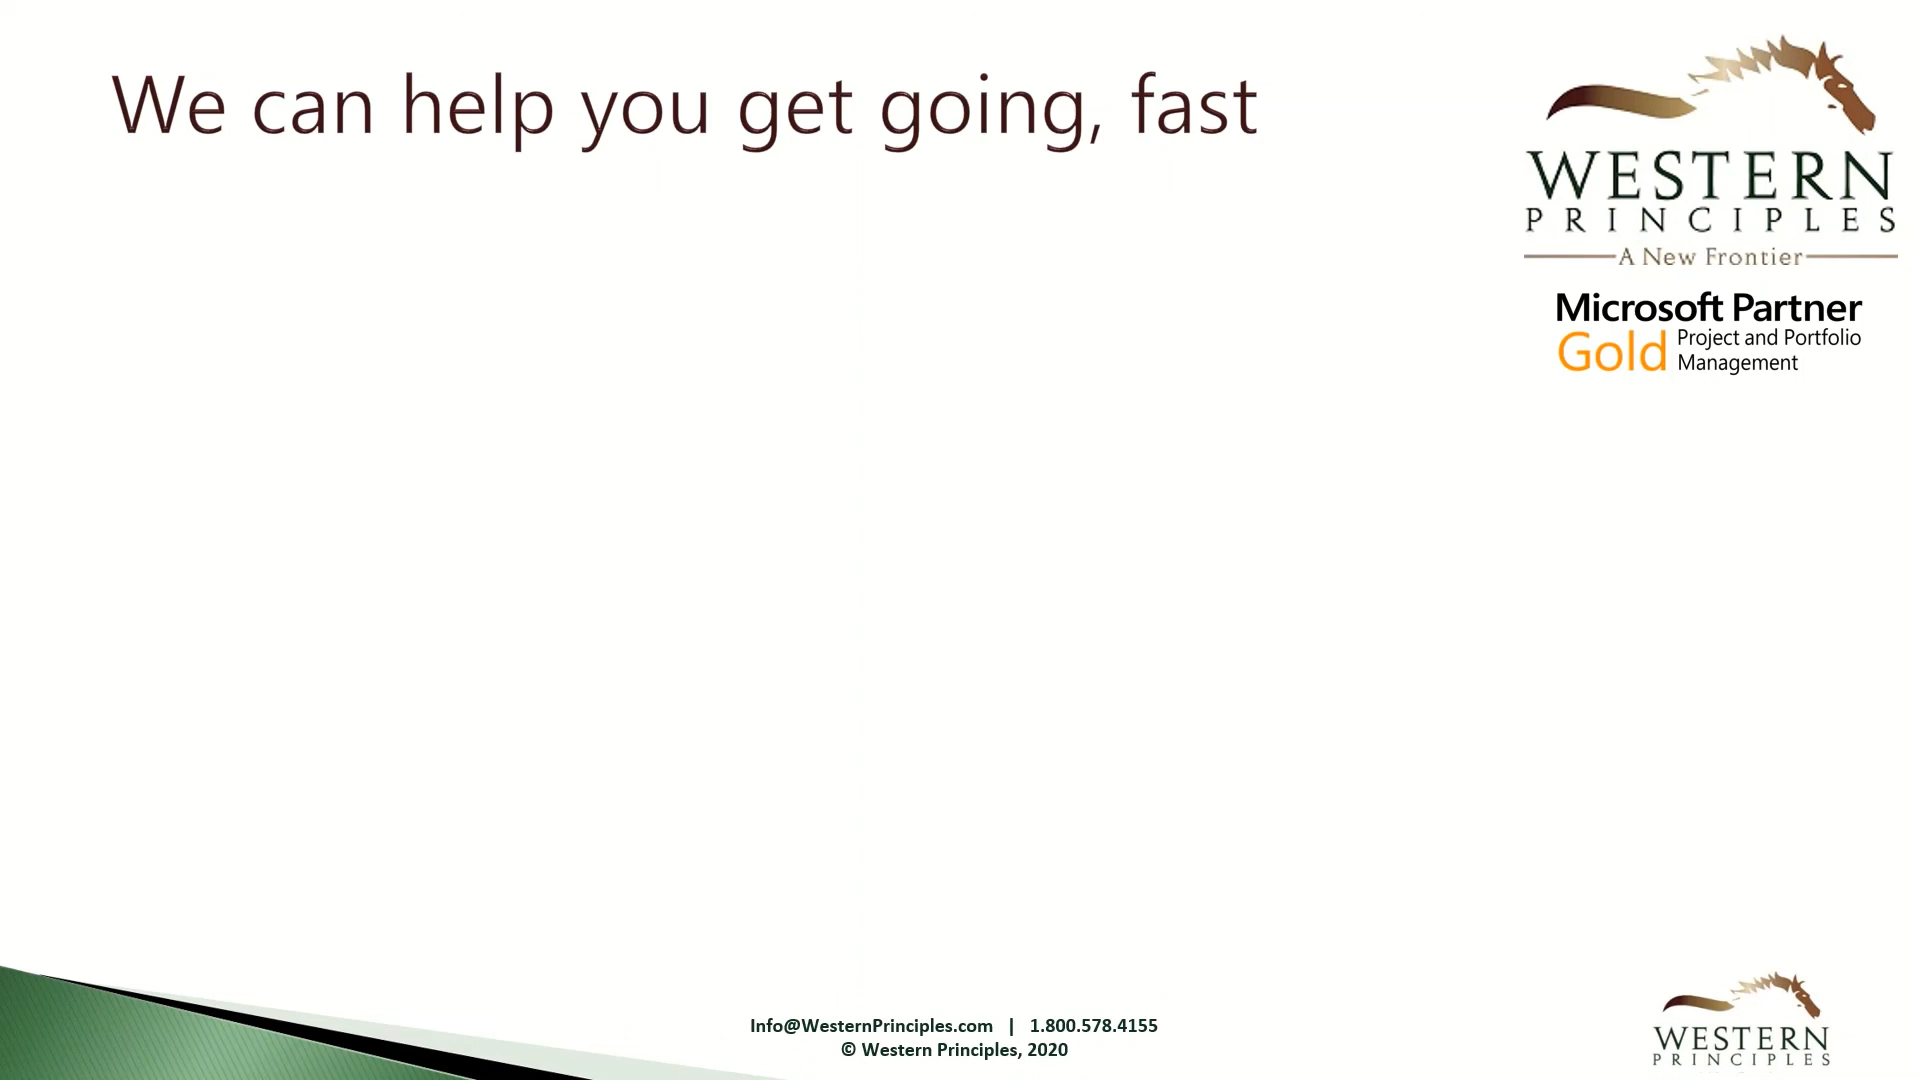 We can help you get going, fast
WESTERN
PRINCIPLES
A New Frontier
Microsoft Partner
Gold Project and Portfolio
Management
Info@WesternPrinciples.com | 1.800.578.4155
© Western Principles, 2020
WESTERN
PRINCIPLES